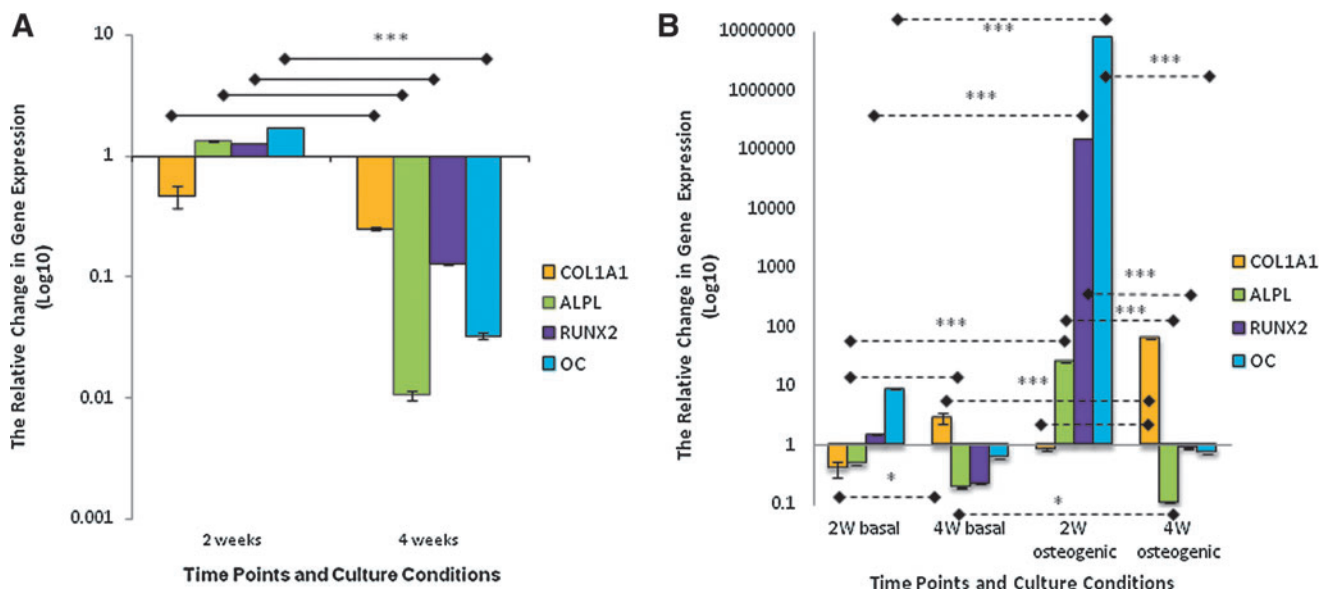 A
10
1
0.1
0.01
0.001
The Relative Change in Gene Expression
(Log10)
***
COL1A1
ALPL
RUNX2
OC
2 weeks
4 weeks
Time Points and Culture Conditions
B
10000000
1000000
100000
10000
1000
100
10
1
0.1
The Relative Change in Gene Expression
(Log10)
***
***
***
***
***
***
***
*
*
COL1A1
ALPL
RUNX2
OC
2W basal
4W basal
2W
osteogenic
4W
osteogenic
Time Points and Culture Conditions